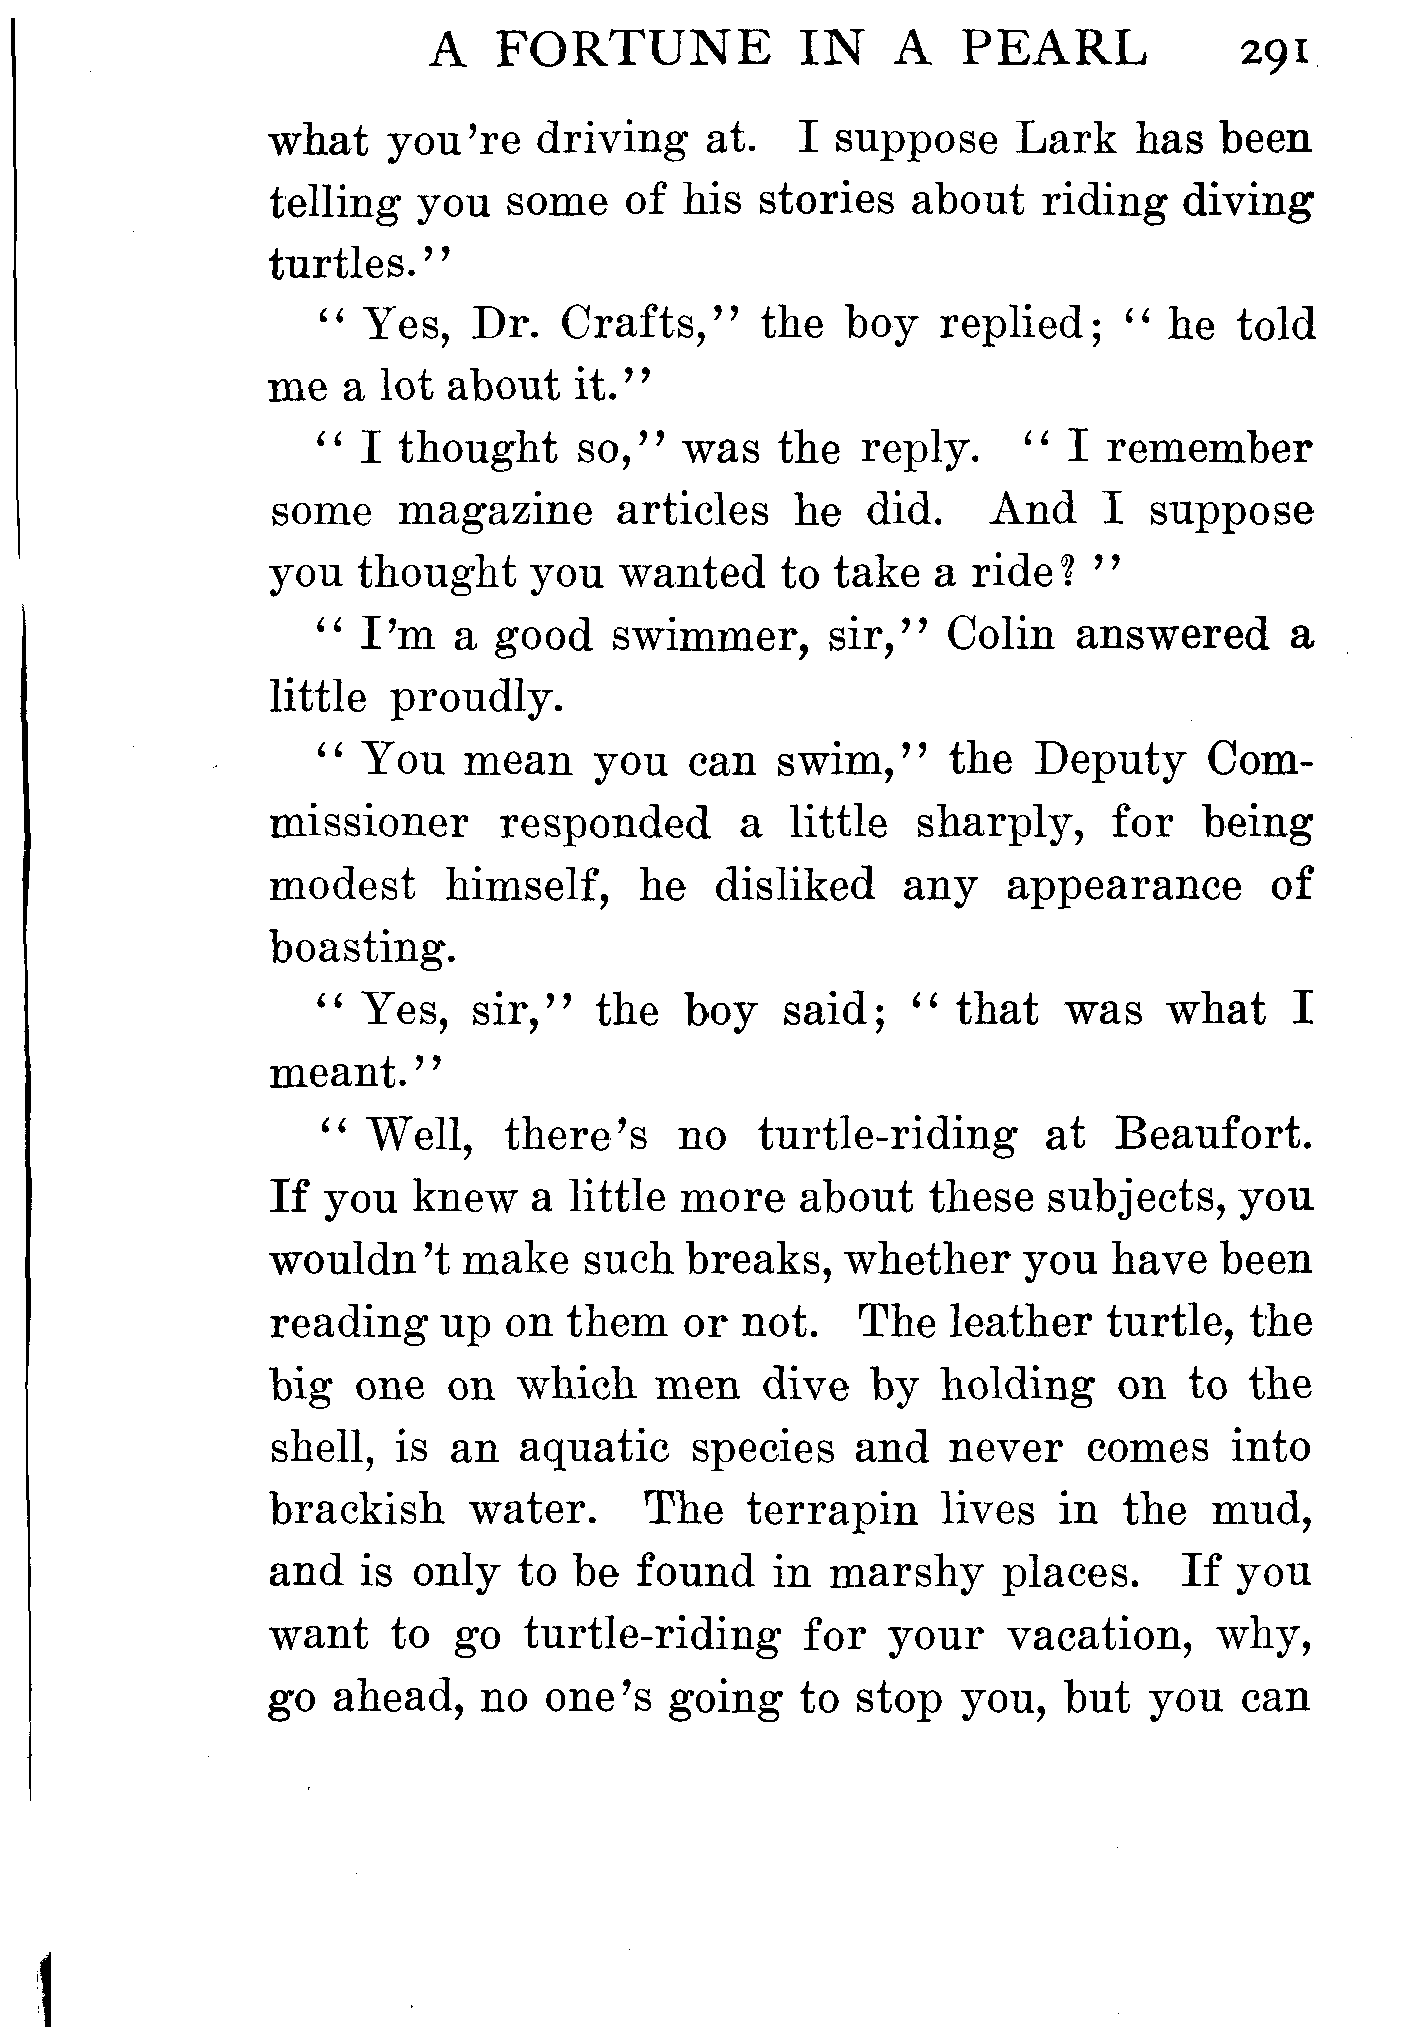 A FORTUNE IN A PEARL 291
what you're driving at. I suppose Lark has been
telling you some of his stories about riding diving
turtles."
" Yes, Dr. Crafts," the boy replied; " he told
me a lot about it."
" I thought so," was the reply. " I remember
some magazine articles he did. And I suppose
you thought you wanted to take a ride? "
" I'm a good swimmer, sir," Colin answered a
little proudly.
" You mean you can swim," the Deputy Com-
missioner responded a little sharply, for being
modest himself, he disliked any appearance of
boasting.
" Yes, sir," the boy said; " that was what I
meant."
" Well, there's no turtle-riding at Beaufort.
If you knew a little more about these subjects, you
wouldn't make such breaks, whether you have been
reading up on them or not. The leather turtle, the
big one on which men dive by holding on to the
shell, is an aquatic species and never comes into
brackish water. The terrapin lives in the mud,
and is only to be found in marshy places. If you
want to go turtle-riding for your vacation, why,
go ahead, no one's going to stop you, but you can